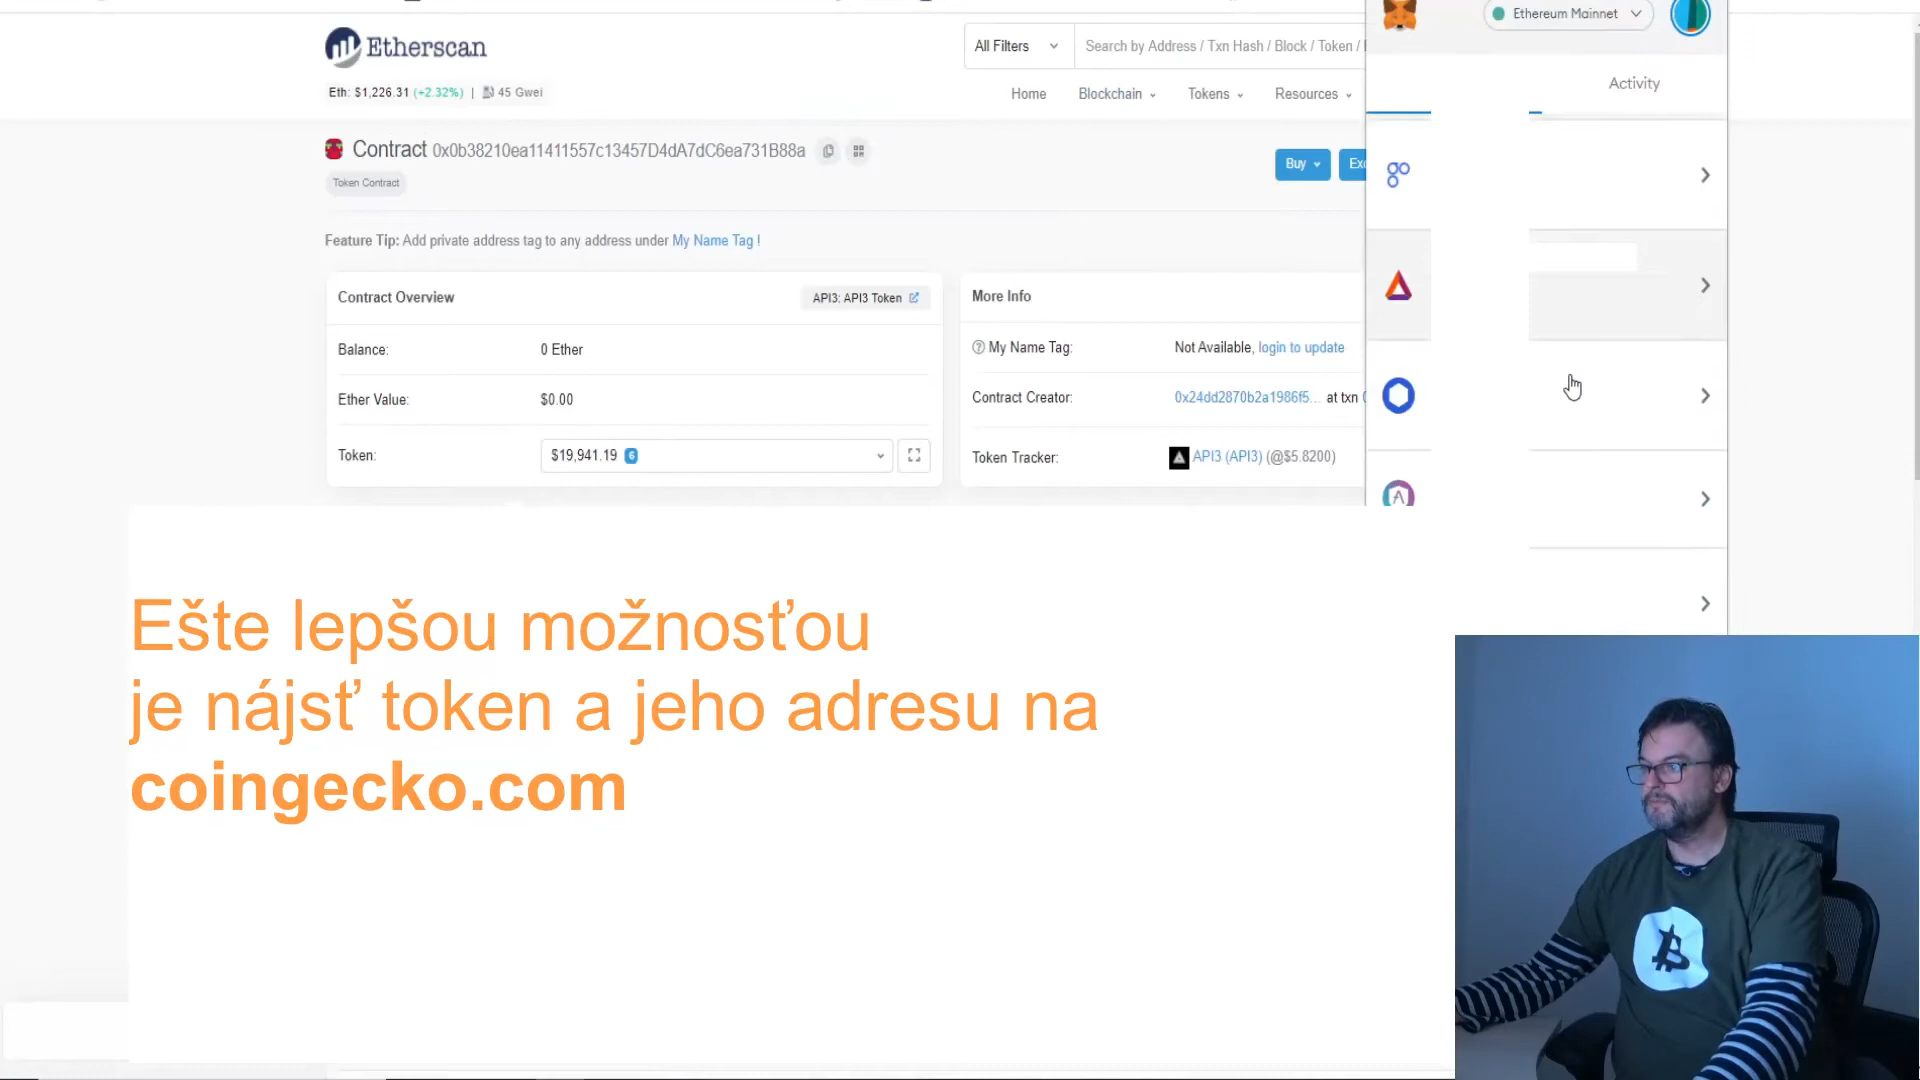 Etherscan
All Filters
Search by Address / Txn Hash / Block / Token /
Ethereum Mainnet
Eth: $1,226.31 (+2.32%) | 45 Gwei
Home
Blockchain
Tokens
Resources
Activity
Contract 0x0b38210ea11411557c13457D4dA7dC6ea731B88a
Buy
Token Contract
Feature Tip: Add private address tag to any address under My Name Tag !
Contract Overview
API3: API3 Token
More Info
Balance:
0 Ether
My Name Tag:
Not Available, login to update
Ether Value:
$0.00
Contract Creator:
0x24dd2870b2a1986f5... at txn
Token:
$19,941.19 6
Token Tracker:
API3 (API3) (@$5.8200)
Ešte lepšou možnosťou
je nájsť token a jeho adresu na
coingecko.com